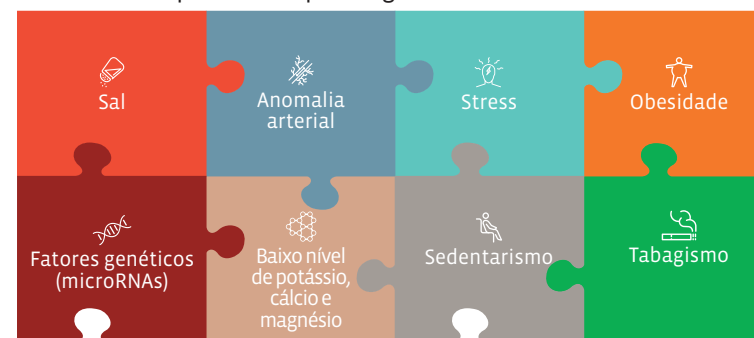 Sal
Anomalia
arterial
Stress
Obesidade
Fatores genéticos
(microRNAs)
Baixo nível
de potássio,
cálcio e
magnésio
Sedentarismo
Tabagismo